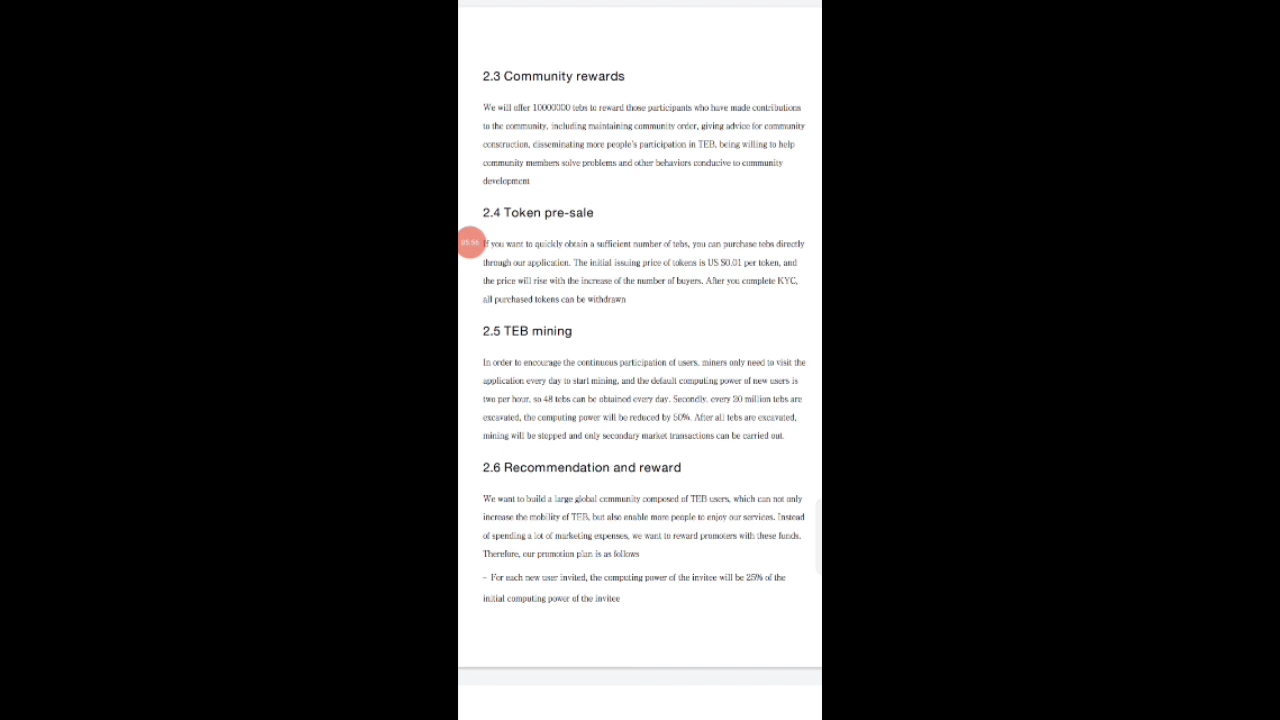 2.3 Community rewards
We will offer 10000000 tebs to reward those participants who have made contributions
to the community, including maintaining community order, giving advice for community
construction, disseminating more people's participation in TEB, being willing to help
community members solve problems and other behaviors conducive to community
development
2.4 Token pre-sale
05:56
If you want to quickly obtain a sufficient number of tebs, you can purchase tebs directly
through our application. The initial issuing price of tokens is US $0.01 per token, and
the price will rise with the increase of the number of buyers. After you complete KYC,
all purchased tokens can be withdrawn
2.5 TEB mining
In order to encourage the continuous participation of users, miners only need to visit the
application every day to start mining, and the default computing power of new users is
two per hour, so 48 tebs can be obtained every day. Secondly, every 20 million tebs are
excavated, the computing power will be reduced by 50%. After all tebs are excavated,
mining will be stopped and only secondary market transactions can be carried out.
2.6 Recommendation and reward
We want to build a large global community composed of TEB users, which can not only
increase the mobility of TEB, but also enable more people to enjoy our services. Instead
of spending a lot of marketing expenses, we want to reward promoters with these funds.
Therefore, our promotion plan is as follows
– For each new user invited, the computing power of the invitee will be 25% of the
initial computing power of the invitee